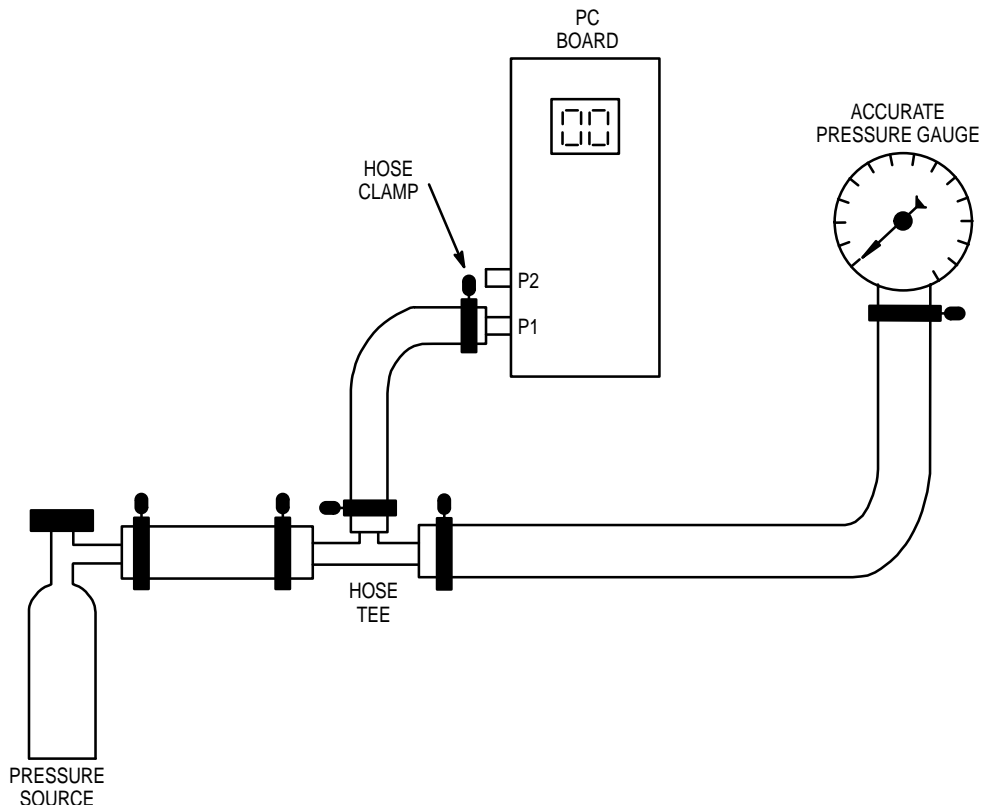 PC
BOARD
00
ACCURATE
PRESSURE GAUGE
HOSE
CLAMP
P2
P1
HOSE
TEE
PRESSURE
SOURCE